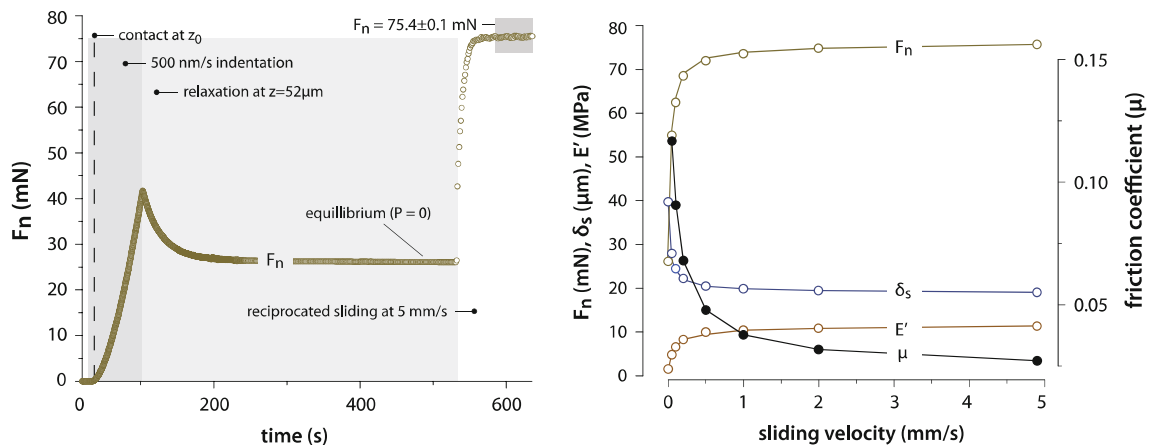 80
70
60
50
40
30
20
10
0
F_n (mN)
F_n = 75.4±0.1 mN
contact at z_0
500 nm/s indentation
relaxation at z=52μm
equillibrium (P = 0)
F_n
reciprocated sliding at 5 mm/s
0 100 200 400 600
time (s)
80
70
60
50
40
30
20
10
0
F_n (mN), δ_s (μm), E′ (MPa)
F_n
δ_s
E′
μ
0.15
0.10
0.05
friction coefficient (μ)
0 1 2 3 4 5
sliding velocity (mm/s)